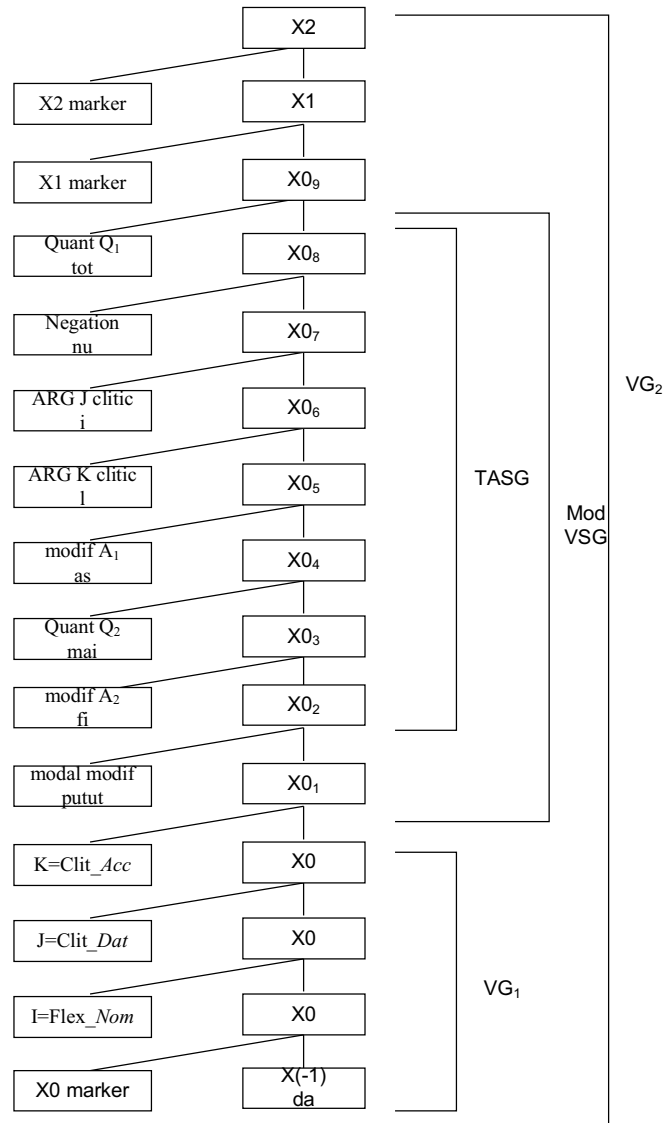 X2
X2 marker
X1
X1 marker
X0₉
Quant Q₁
tot
X0₈
Negation
nu
X0₇
ARG J clitic
i
X0₆
ARG K clitic
l
X0₅
modif A₁
as
X0₄
Quant Q₂
mai
X0₃
modif A₂
fi
X0₂
modal modif
putut
X0₁
K=Clit_Acc
X0
J=Clit_Dat
X0
I=Flex_Nom
X0
X0 marker
X(-1)
da
TASG
Mod
VSG
VG₂
VG₁